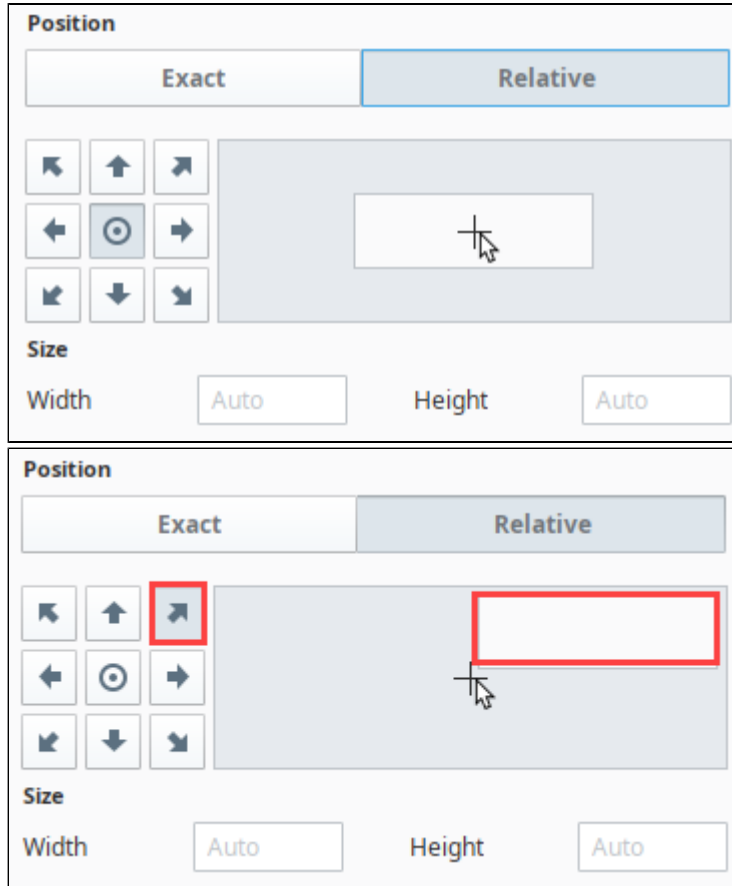 Position
Exact Relative
Size
Width Auto Height Auto
Position
Exact Relative
Size
Width Auto Height Auto